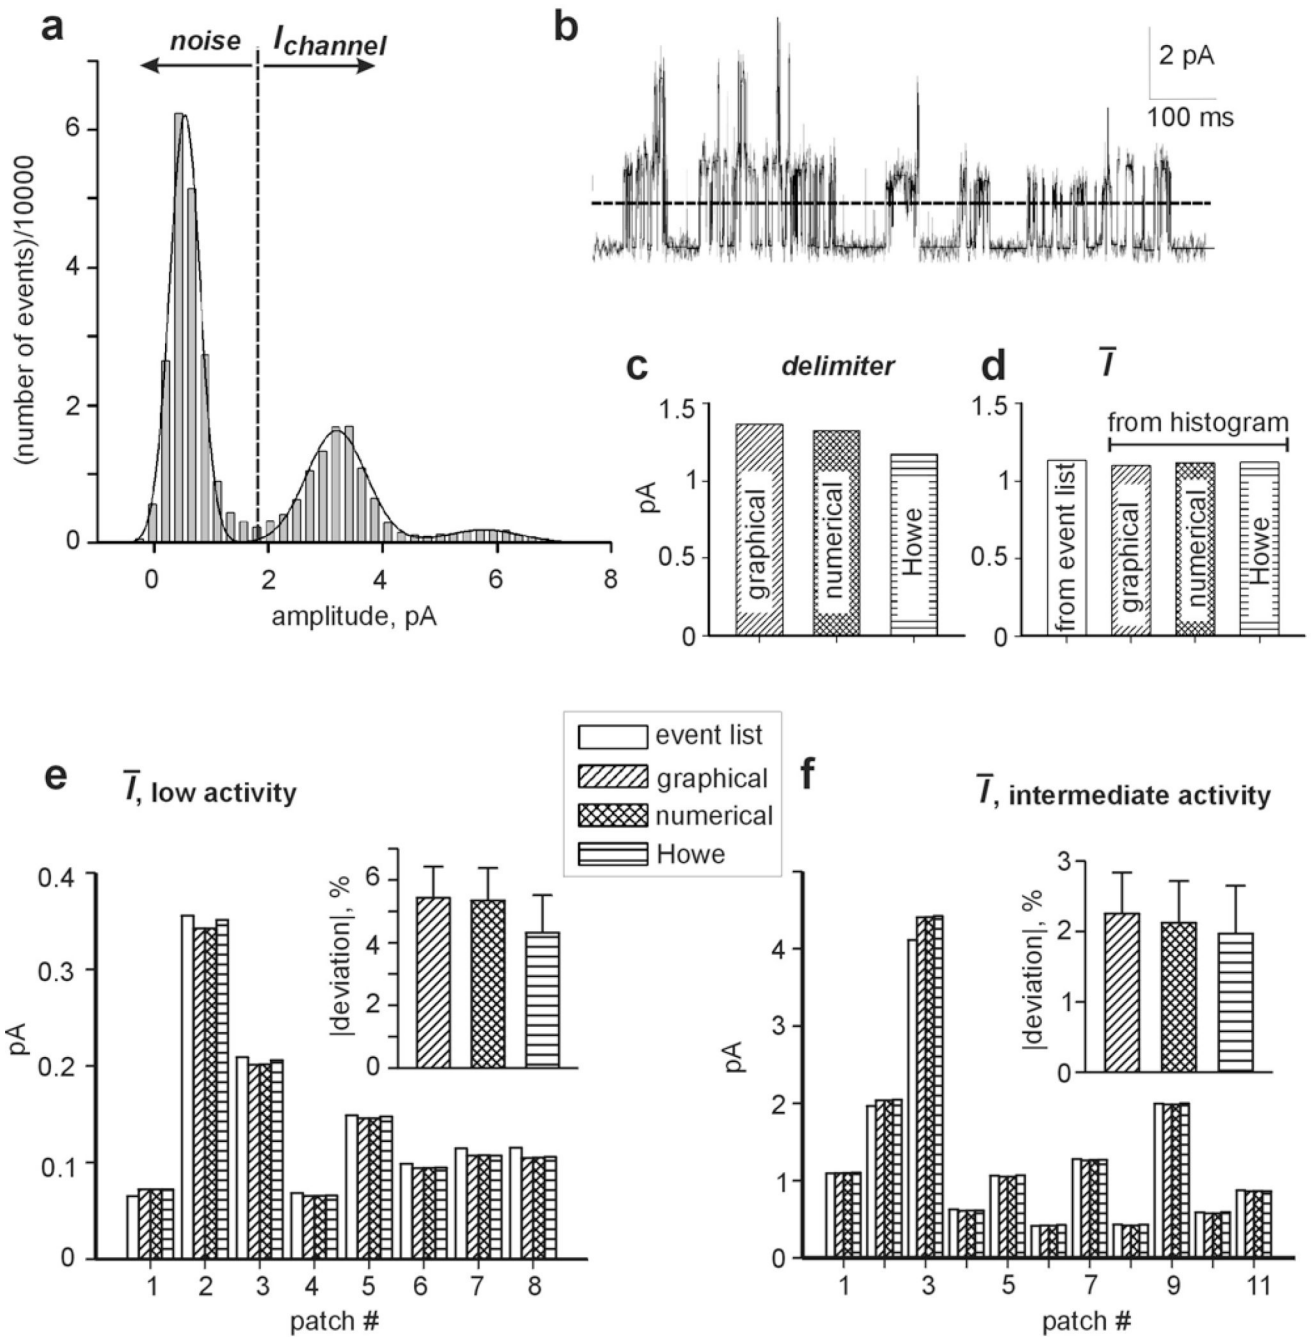 a
noise
I channel
(number of events)/10000
6
4
2
0
0 2 4 6 8
amplitude, pA
b
2 pA
100 ms
c
delimiter
pA
1.5
1
0.5
0
graphical
numerical
Howe
d
I̅
from histogram
1.5
1
0.5
0
from event list
graphical
numerical
Howe
event list
graphical
numerical
Howe
e
I̅, low activity
pA
0.4
0.3
0.2
0.1
0
1 2 3 4 5 6 7 8
patch #
|deviation|, %
6
4
2
0
f
I̅, intermediate activity
pA
4
3
2
1
0
1 3 5 7 9 11
patch #
|deviation|, %
3
2
1
0